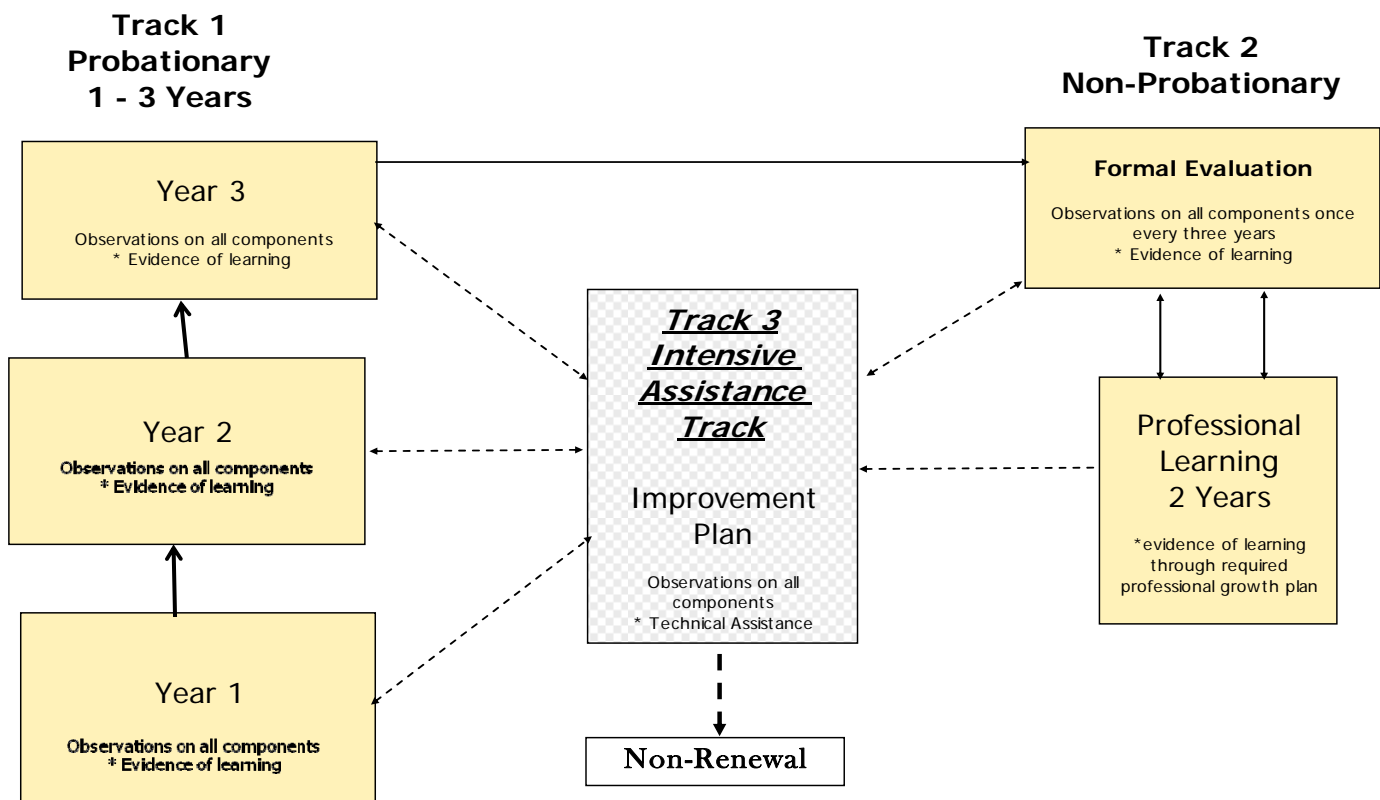 Track 1
Probationary
1 - 3 Years
Track 2
Non-Probationary
Year 3
Observations on all components
* Evidence of learning
Formal Evaluation
Observations on all components once
every three years
* Evidence of learning
Track 3
Intensive
Assistance
Track
Improvement
Plan
Observations on all
components
* Technical Assistance
Year 2
Observations on all components
* Evidence of learning
Professional
Learning
2 Years
*evidence of learning
through required
professional growth plan
Year 1
Observations on all components
* Evidence of learning
Non-Renewal